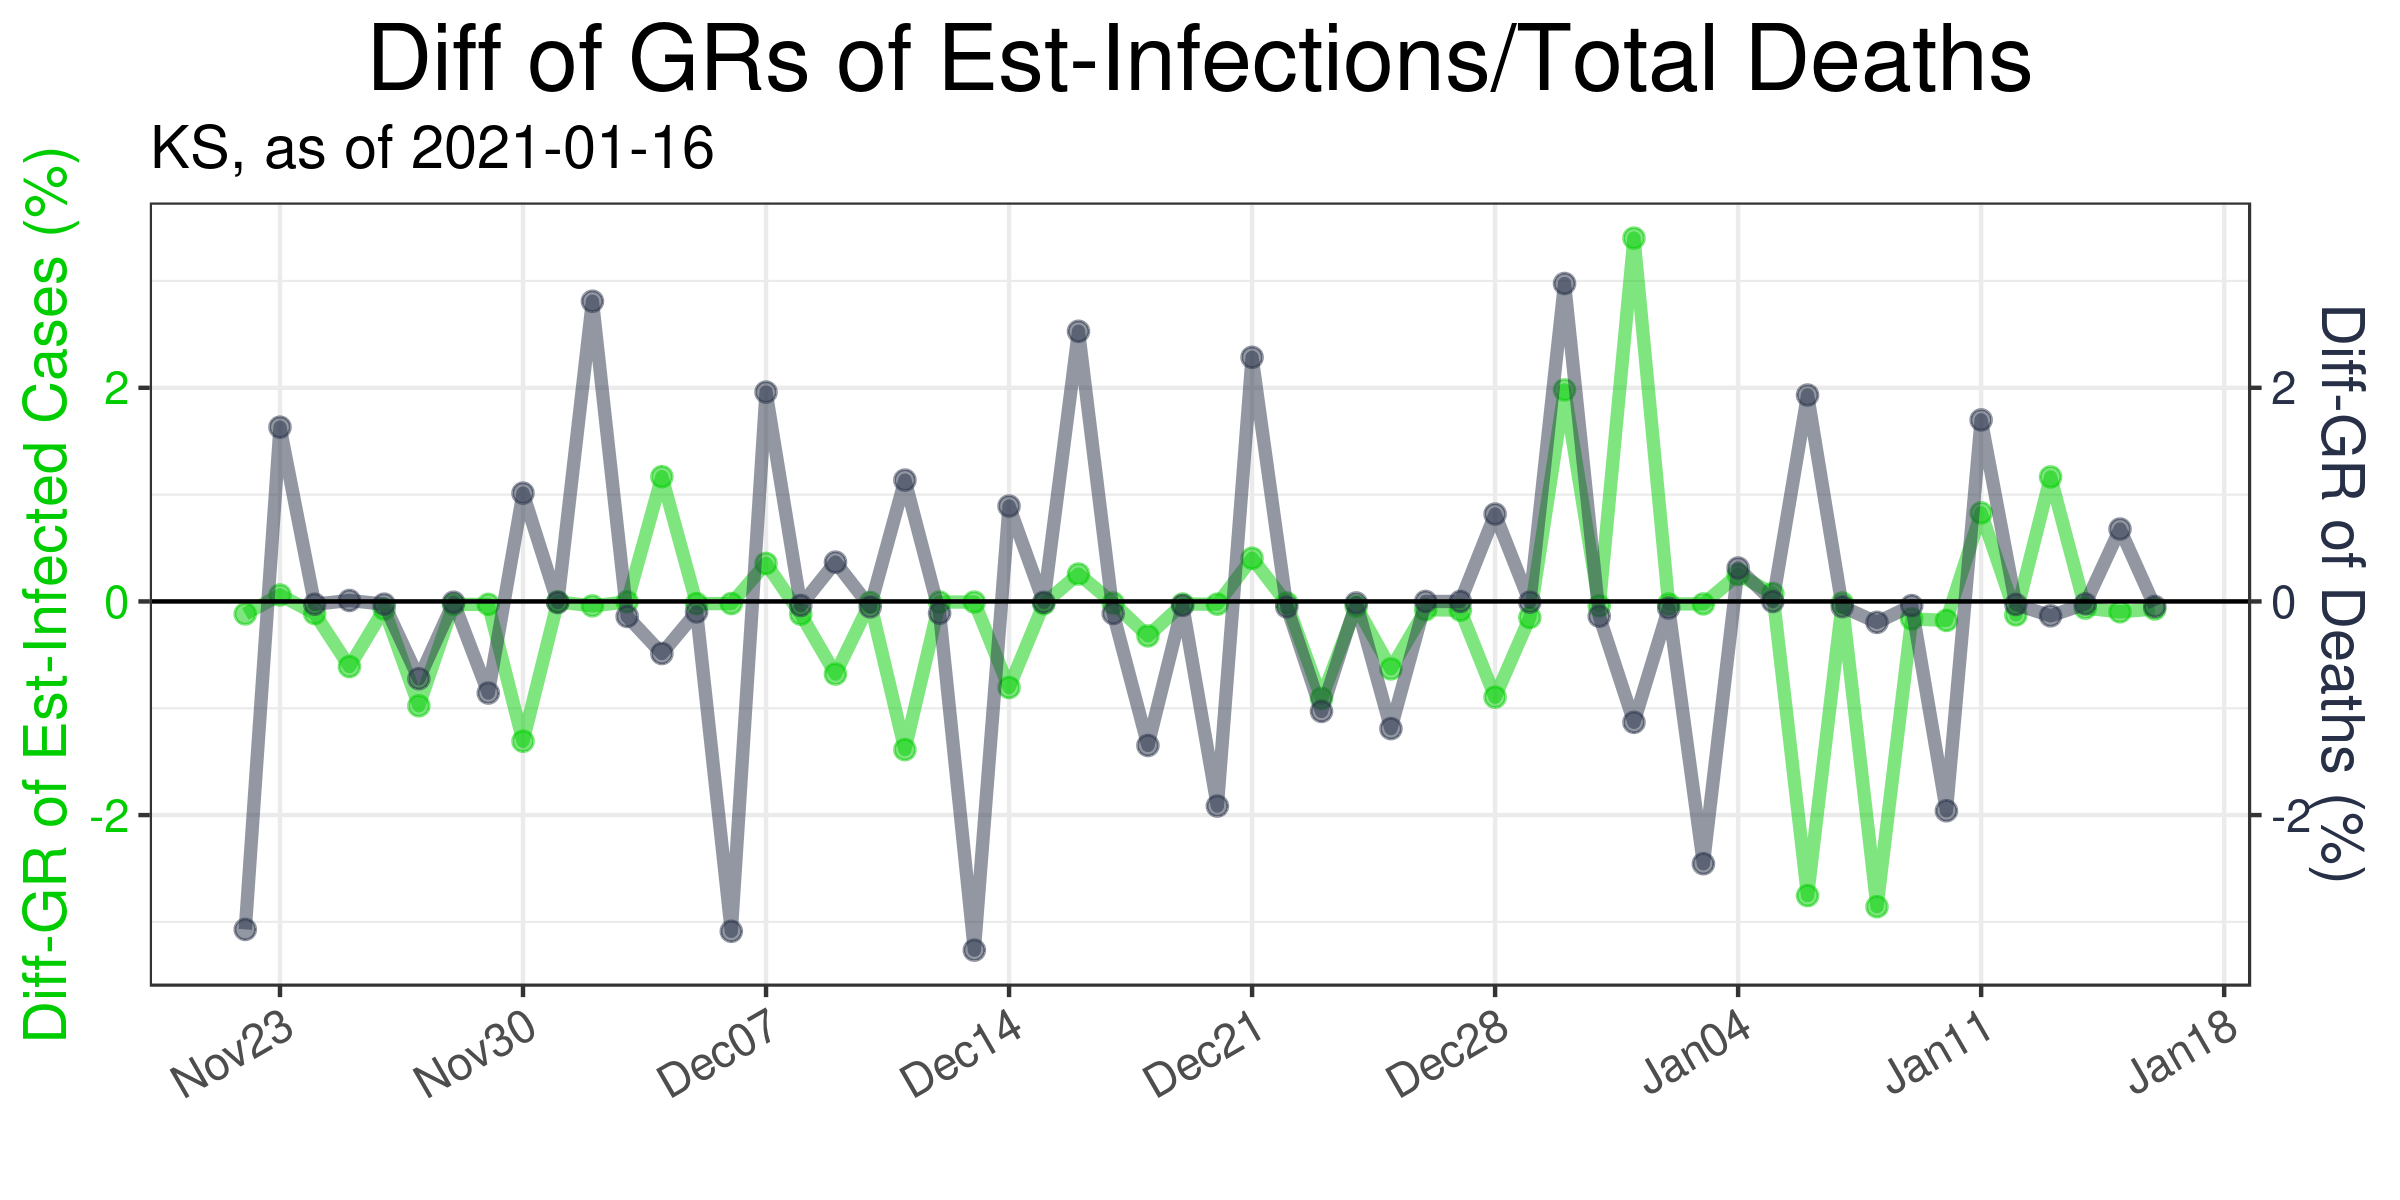 Diff of GRs of Est-Infections/Total Deaths
KS, as of 2021-01-16
Diff-GR of Est-Infected Cases (%)
2
0
-2
2
0
-2
Diff-GR of Deaths (%)
Nov23
Nov30
Dec07
Dec14
Dec21
Dec28
Jan04
Jan11
Jan18